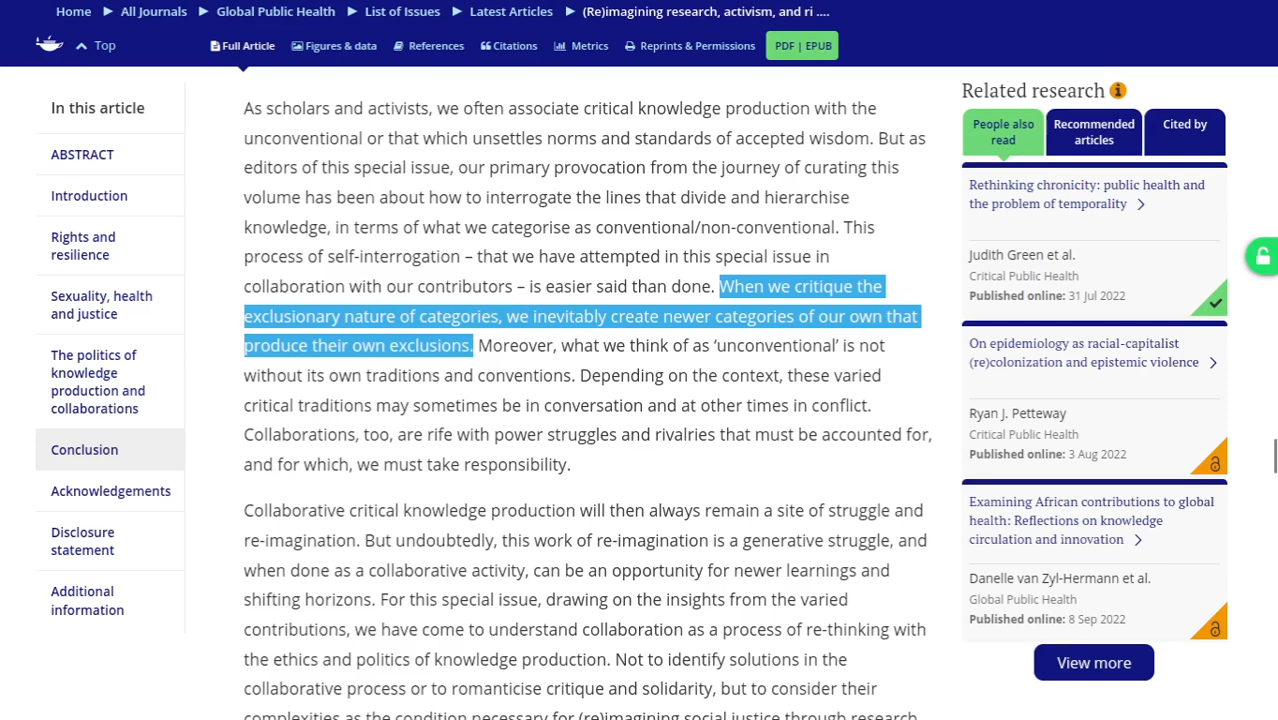 Home ▶ All Journals ▶ Global Public Health ▶ List of Issues ▶ Latest Articles ▶ (Re)imagining research, activism, and ri ....
Top
Full Article Figures & data References Citations Metrics Reprints & Permissions PDF | EPUB
In this article
ABSTRACT
Introduction
Rights and
resilience
Sexuality, health
and justice
The politics of
knowledge
production and
collaborations
Conclusion
Acknowledgements
Disclosure
statement
Additional
information
As scholars and activists, we often associate critical knowledge production with the
unconventional or that which unsettles norms and standards of accepted wisdom. But as
editors of this special issue, our primary provocation from the journey of curating this
volume has been about how to interrogate the lines that divide and hierarchise
knowledge, in terms of what we categorise as conventional/non-conventional. This
process of self-interrogation – that we have attempted in this special issue in
collaboration with our contributors – is easier said than done. When we critique the
exclusionary nature of categories, we inevitably create newer categories of our own that
produce their own exclusions. Moreover, what we think of as ‘unconventional’ is not
without its own traditions and conventions. Depending on the context, these varied
critical traditions may sometimes be in conversation and at other times in conflict.
Collaborations, too, are rife with power struggles and rivalries that must be accounted for,
and for which, we must take responsibility.
Collaborative critical knowledge production will then always remain a site of struggle and
re-imagination. But undoubtedly, this work of re-imagination is a generative struggle, and
when done as a collaborative activity, can be an opportunity for newer learnings and
shifting horizons. For this special issue, drawing on the insights from the varied
contributions, we have come to understand collaboration as a process of re-thinking with
the ethics and politics of knowledge production. Not to identify solutions in the
collaborative process or to romanticise critique and solidarity, but to consider their
complexities as the condition necessary for (re)imagining social justice through research
Related research
People also
read
Recommended
articles
Cited by
Rethinking chronicity: public health and
the problem of temporality
Judith Green et al.
Critical Public Health
Published online: 31 Jul 2022
On epidemiology as racial-capitalist
(re)colonization and epistemic violence
Ryan J. Petteway
Critical Public Health
Published online: 3 Aug 2022
Examining African contributions to global
health: Reflections on knowledge
circulation and innovation
Danelle van Zyl-Hermann et al.
Global Public Health
Published online: 8 Sep 2022
View more